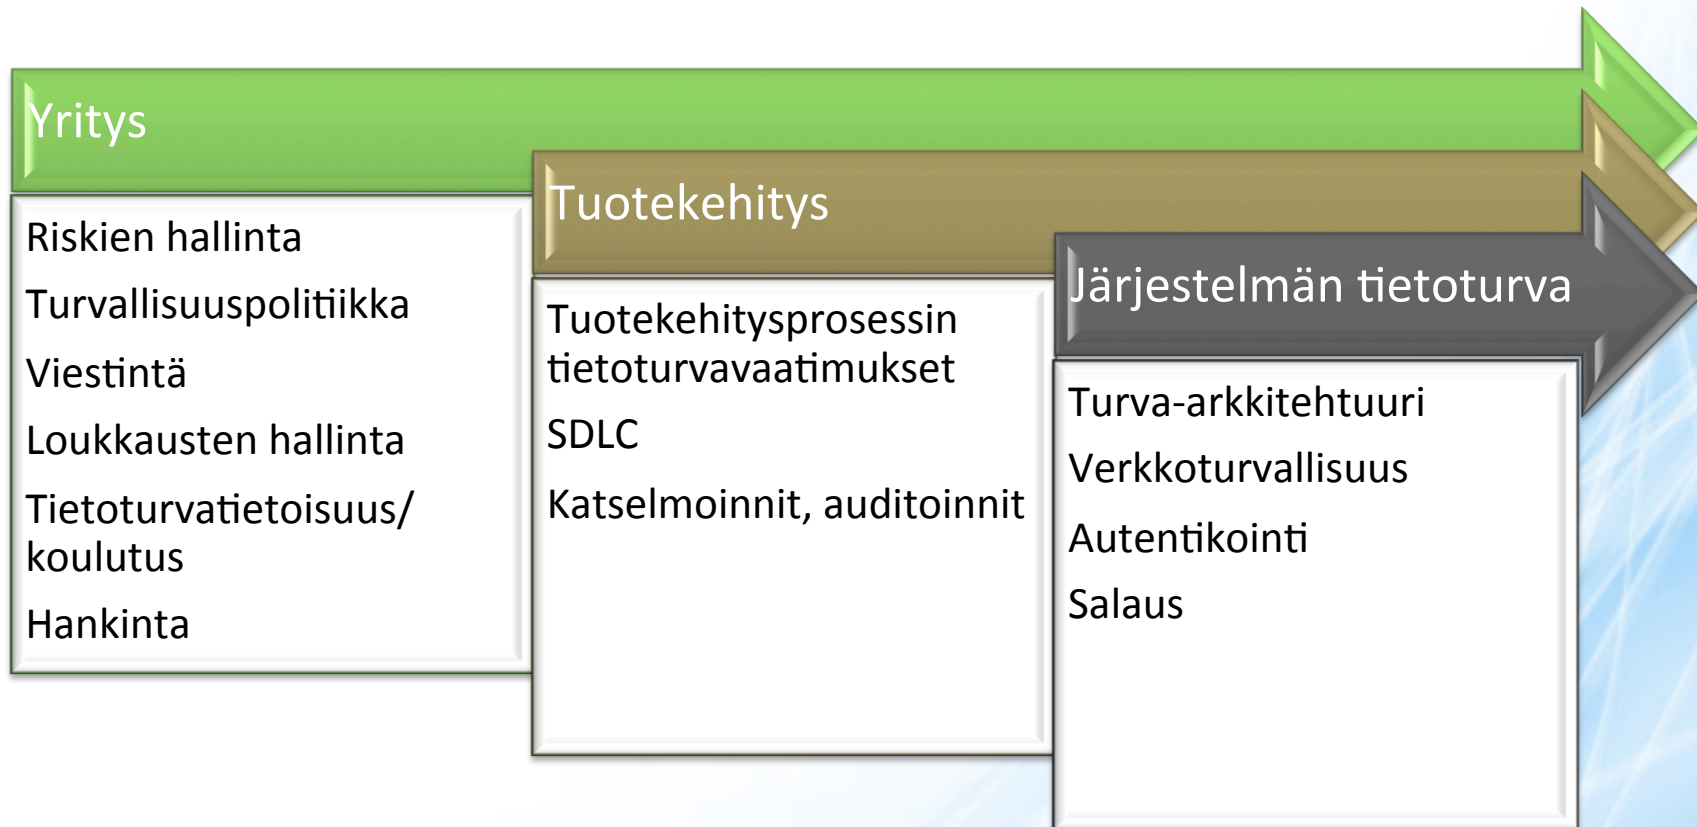 Yritys
Riskien hallinta
Turvallisuuspolitiikka
Viestintä
Loukkausten hallinta
Tietoturvatietoisuus/
koulutus
Hankinta
Tuotekehitys
Tuotekehitysprosessin
tietoturvavaatimukset
SDLC
Katselmoinnit, auditoinnit
Järjestelmän tietoturva
Turva-arkkitehtuuri
Verkkoturvallisuus
Autentikointi
Salaus